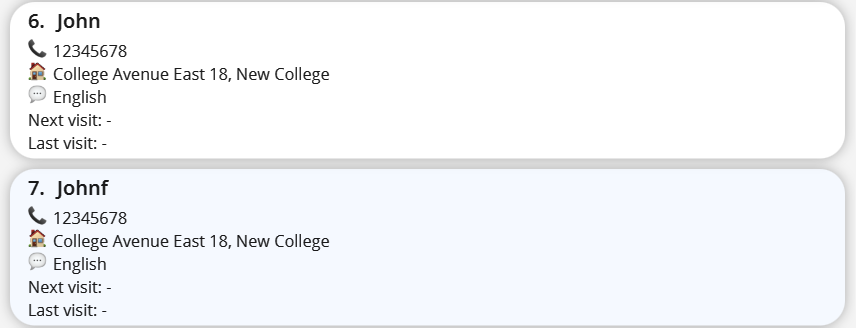 6. John
12345678
College Avenue East 18, New College
English
Next visit: -
Last visit: -
7. Johnf
12345678
College Avenue East 18, New College
English
Next visit: -
Last visit: -